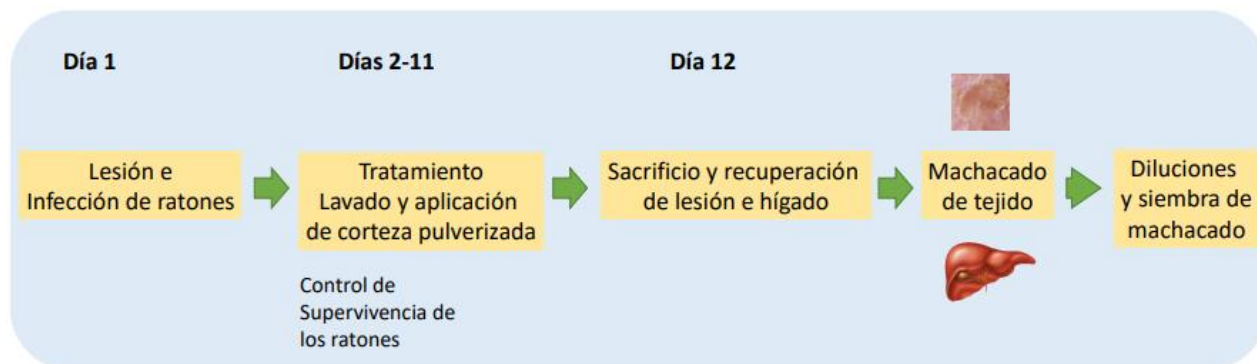 Día 1
Días 2-11
Día 12
Lesión e
Infección de ratones
Tratamiento
Lavado y aplicación
de corteza pulverizada
Control de
Supervivencia de
los ratones
Sacrificio y recuperación
de lesión e hígado
Machacado
de tejido
Diluciones
y siembra de
machacado